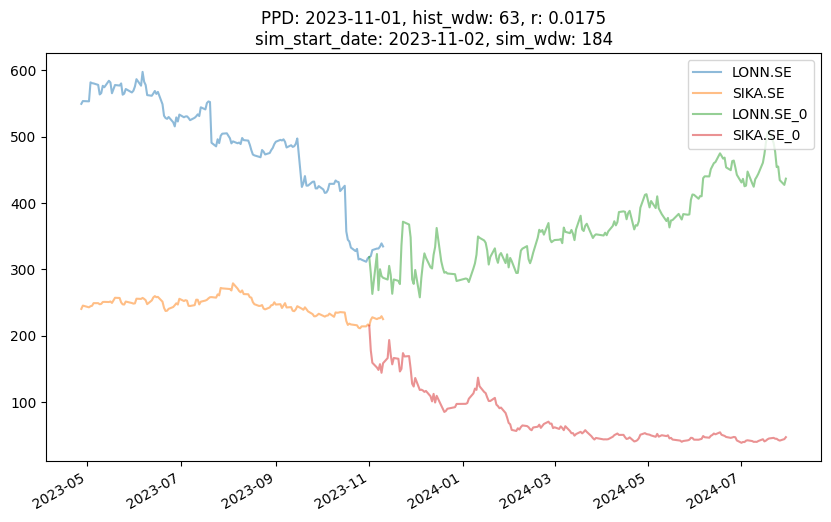 PPD: 2023-11-01, hist_wdw: 63, r: 0.0175
sim_start_date: 2023-11-02, sim_wdw: 184
LONN.SE
SIKA.SE
LONN.SE_0
SIKA.SE_0
600
500
400
300
200
100
2023-05
2023-07
2023-09
2023-11
2024-01
2024-03
2024-05
2024-07